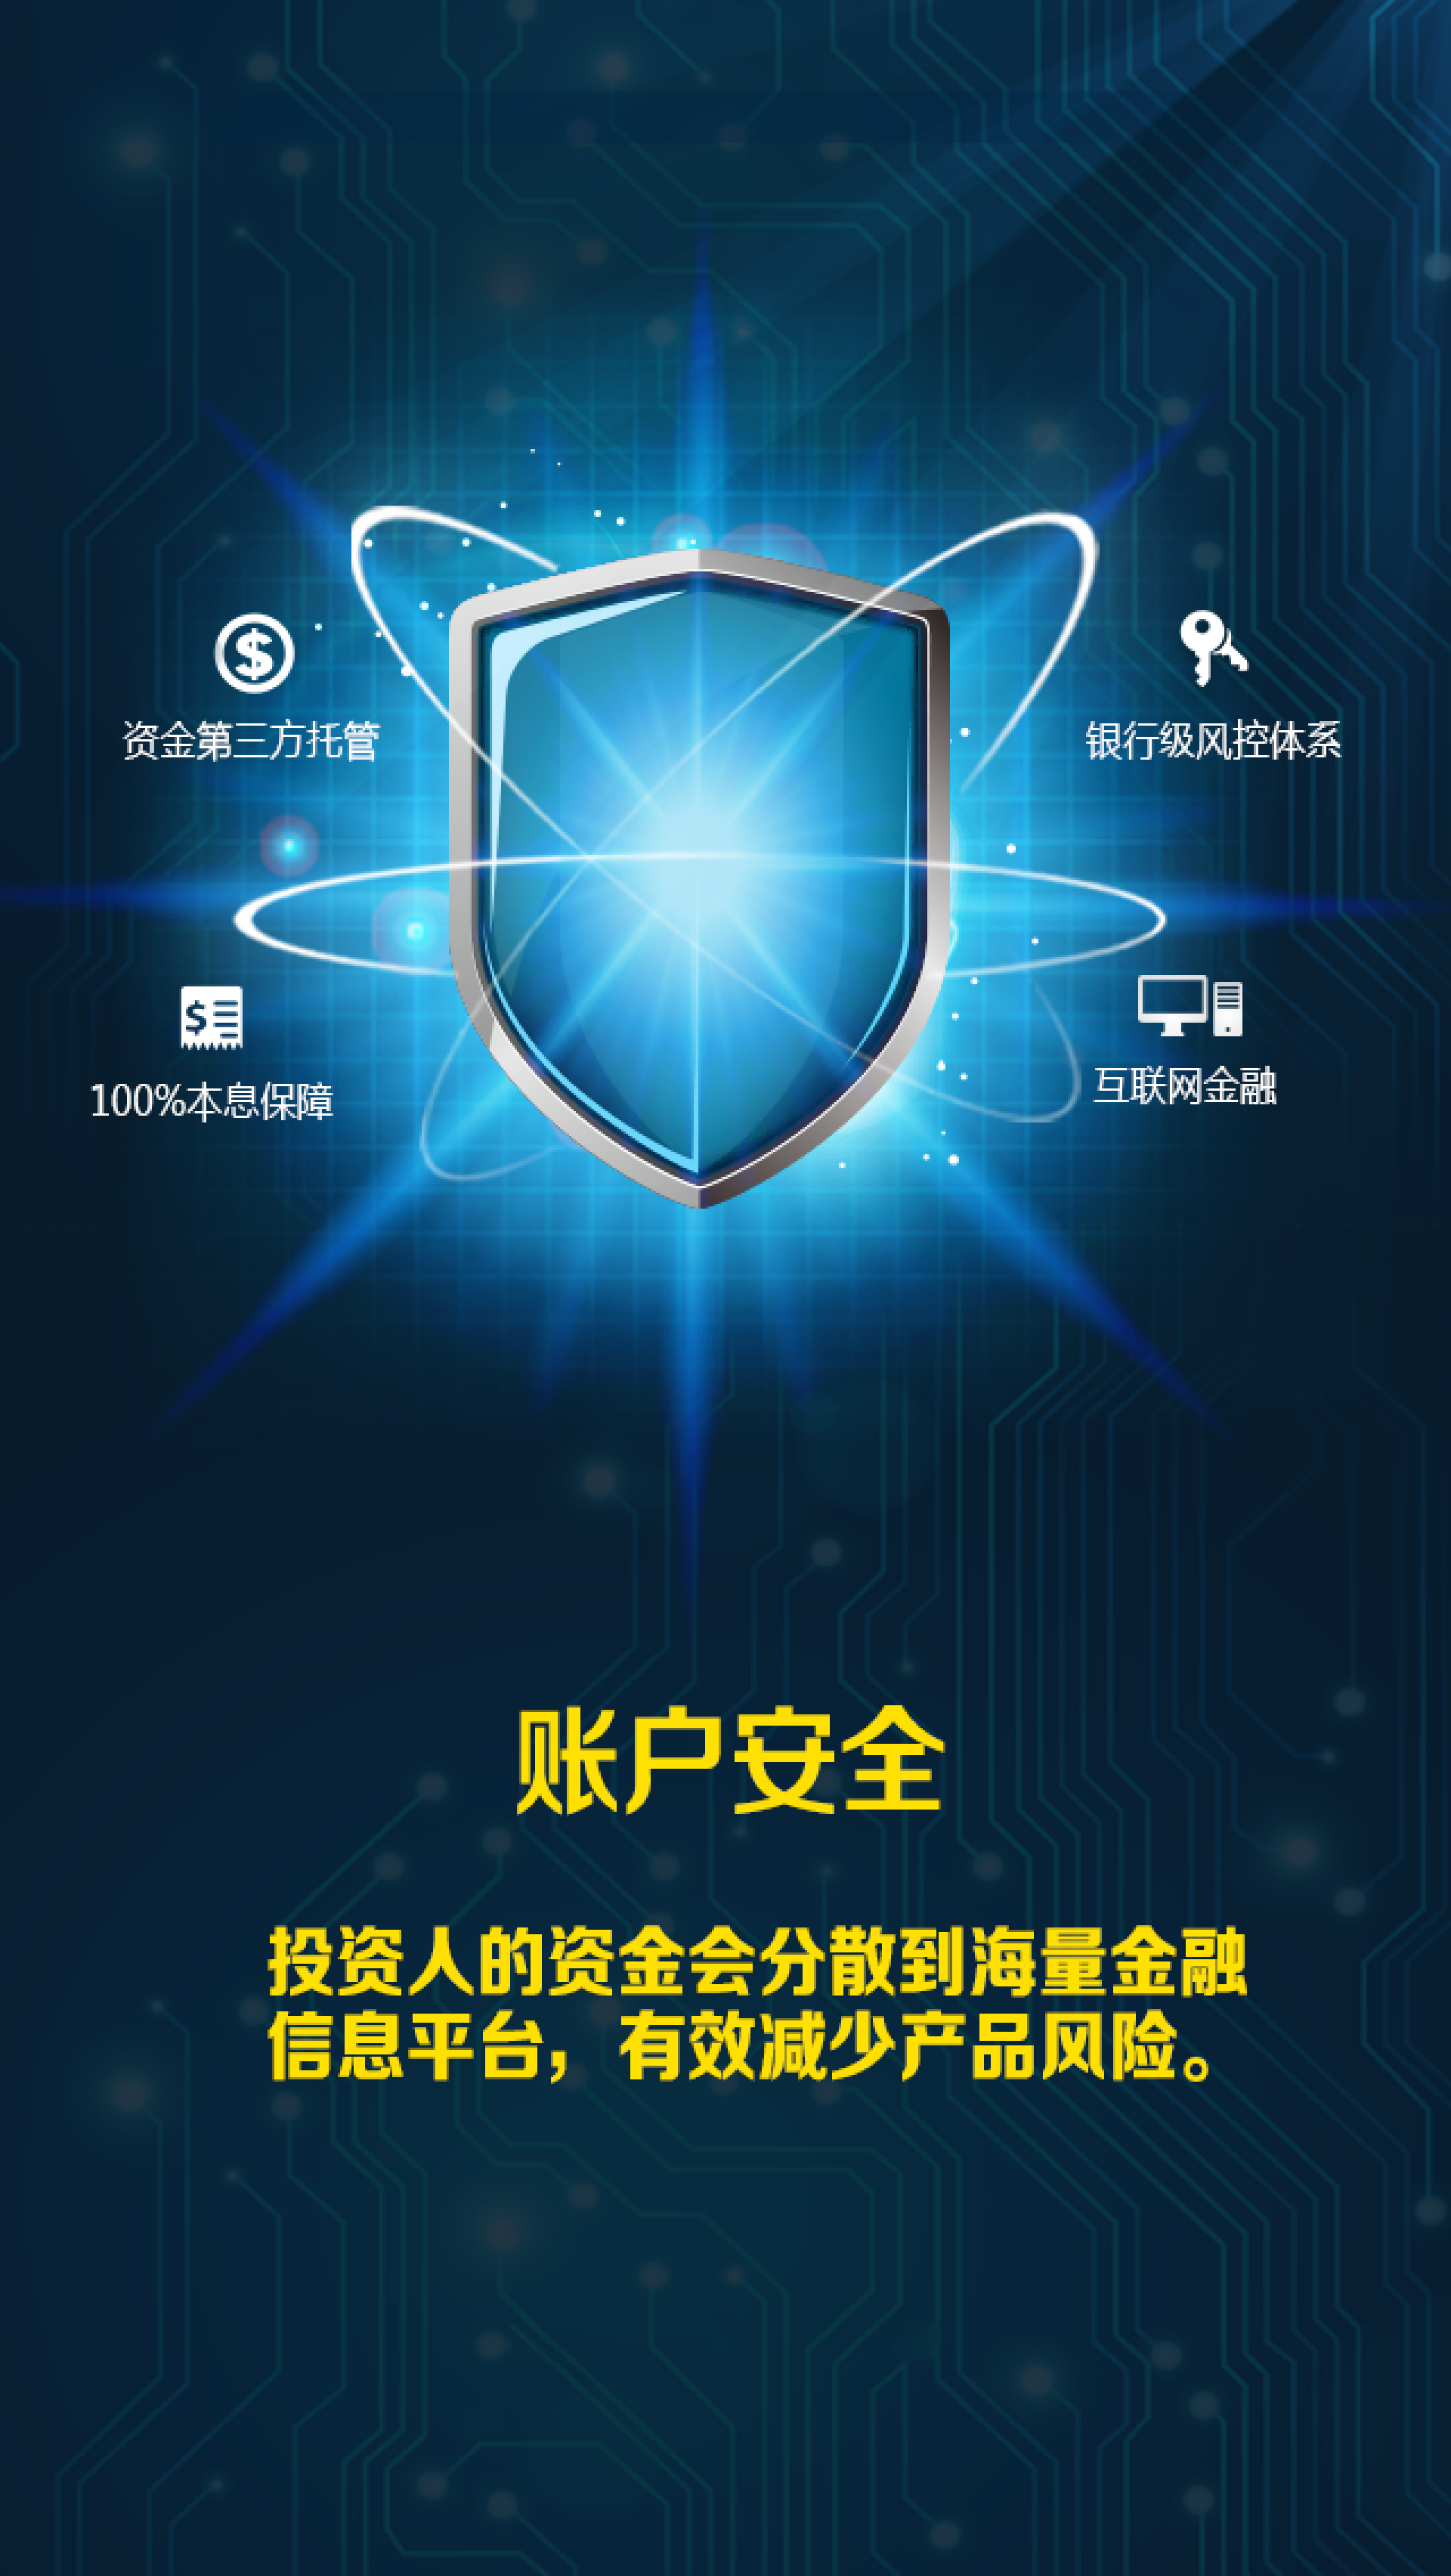 资金第三方托管
银行级风控体系
100%本息保障
互联网金融
账户安全
投资人的资金会分散到海量金融
信息平台，有效减少产品风险。